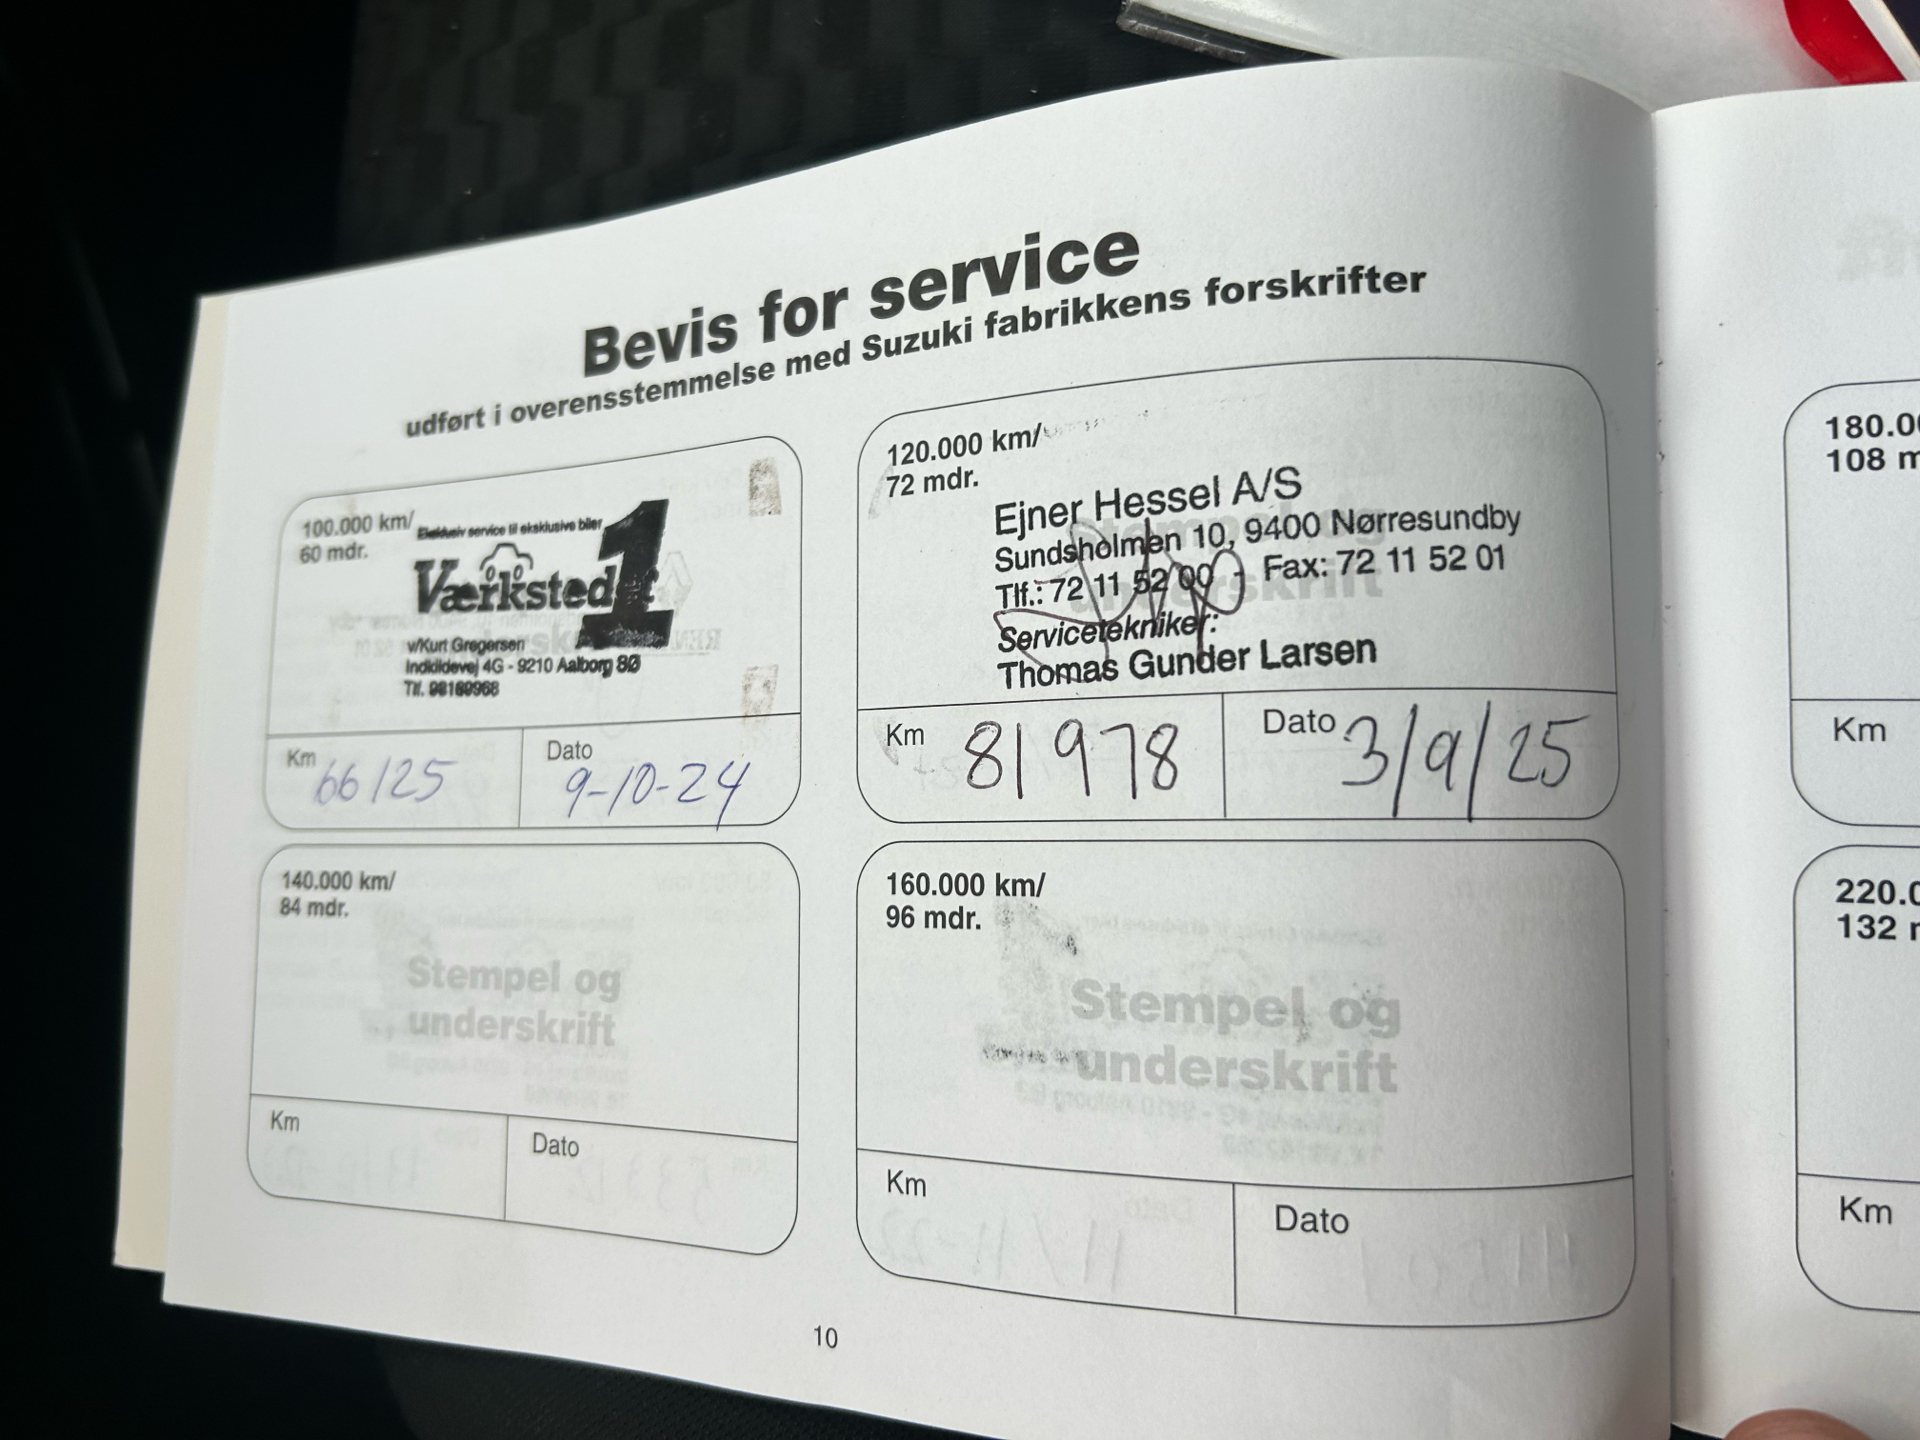 Bevis for service
udført i overensstemmelse med Suzuki fabrikkens forskrifter
100.000 km/
60 mdr.
Eksklusiv service til eksklusive biler
Værksted 1
v/Kurt Gregersen
Indkildevej 4G - 9210 Aalborg SØ
Tlf. 98189968
Km 66125
Dato 9-10-24
120.000 km/
72 mdr.
Ejner Hessel A/S
Sundsholmen 10, 9400 Nørresundby
Tlf.: 72 11 52 00 - Fax: 72 11 52 01
Servicetekniker:
Thomas Gunder Larsen
Km 81978
Dato 3/9/25
140.000 km/
84 mdr.
Stempel og
underskrift
Km
Dato
160.000 km/
96 mdr.
Stempel og
underskrift
Km
Dato
10
180.00
108 m
Km
220.0
132
Km